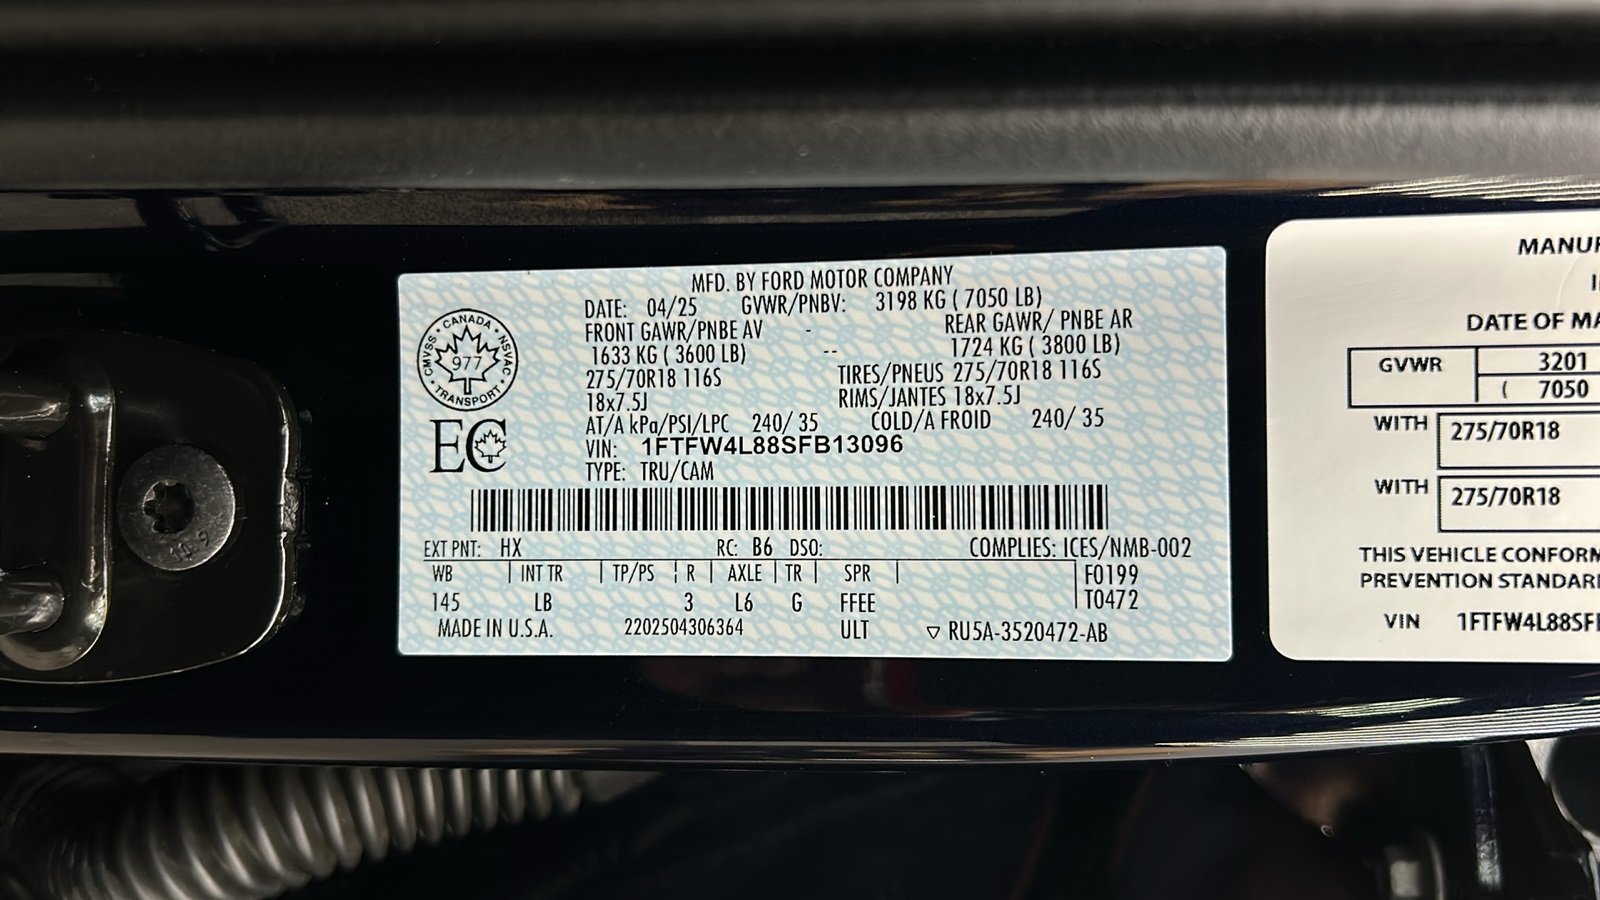 MFD. BY FORD MOTOR COMPANY
DATE: 04/25 GVWR/PNBV: 3198 KG ( 7050 LB)
FRONT GAWR/PNBE AV - REAR GAWR/ PNBE AR
1633 KG ( 3600 LB) -- 1724 KG ( 3800 LB)
275/70R18 116S TIRES/PNEUS 275/70R18 116S
18x7.5J RIMS/JANTES 18x7.5J
AT/A kPa/PSI/LPC 240/ 35 COLD/A FROID 240/ 35
VIN: 1FTFW4L88SFB13096
TYPE: TRU/CAM
CANADA
CMVSS 977 NSVAC
TRANSPORT
EC
EXT PNT: HX RC: B6 DSO: COMPLIES: ICES/NMB-002
WB | INT TR | TP/PS | R | AXLE | TR | SPR | F0199
145 LB 3 L6 G FFEE | T0472
MADE IN U.S.A. 2202504306364 ULT ▽ RU5A-3520472-AB
10.9
MANUF
DATE OF MA
GVWR 3201
( 7050
WITH 275/70R18
WITH 275/70R18
THIS VEHICLE CONFORM
PREVENTION STANDAR
VIN 1FTFW4L88SF